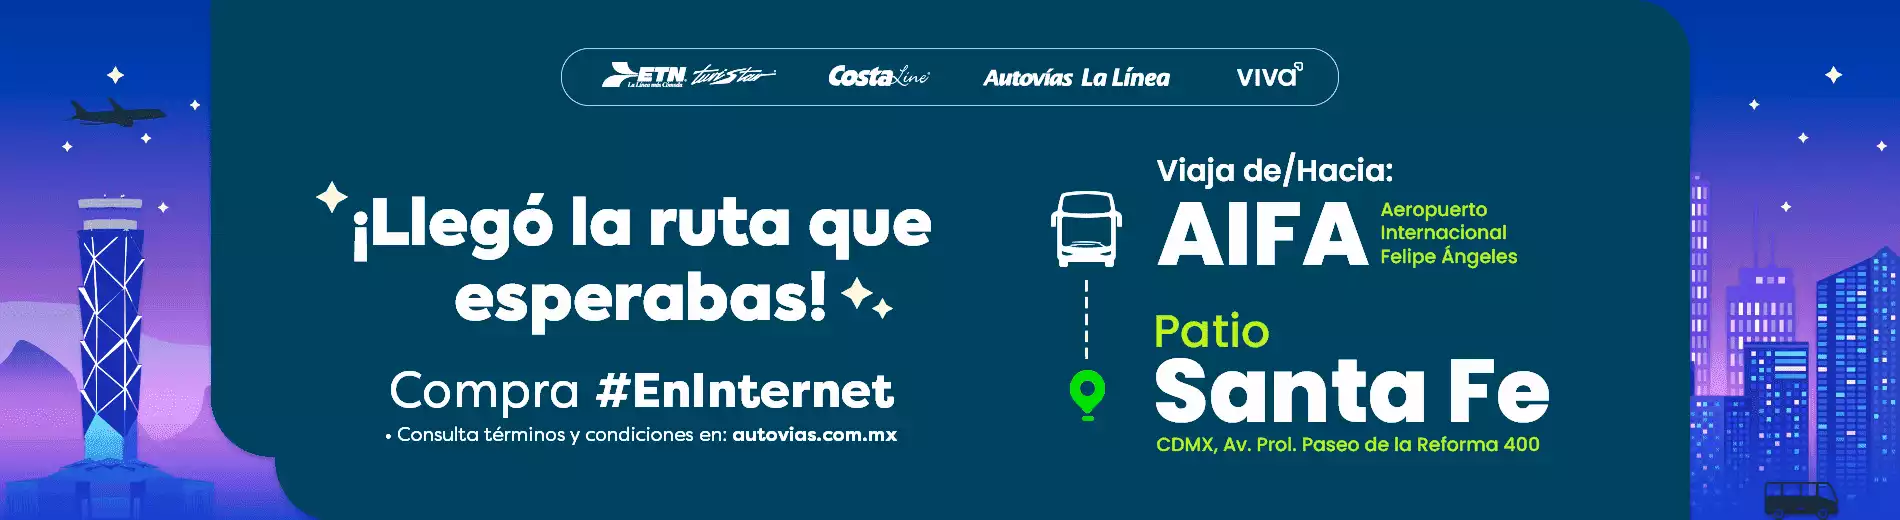 ETN turistar
La Línea más Cómoda
Costa Line
Autovías La Línea
VIVa
¡Llegó la ruta que
esperabas!
Compra #EnInternet
• Consulta términos y condiciones en: autovias.com.mx
Viaja de/Hacia:
AIFA
Aeropuerto
Internacional
Felipe Ángeles
Patio
Santa Fe
CDMX, Av. Prol. Paseo de la Reforma 400